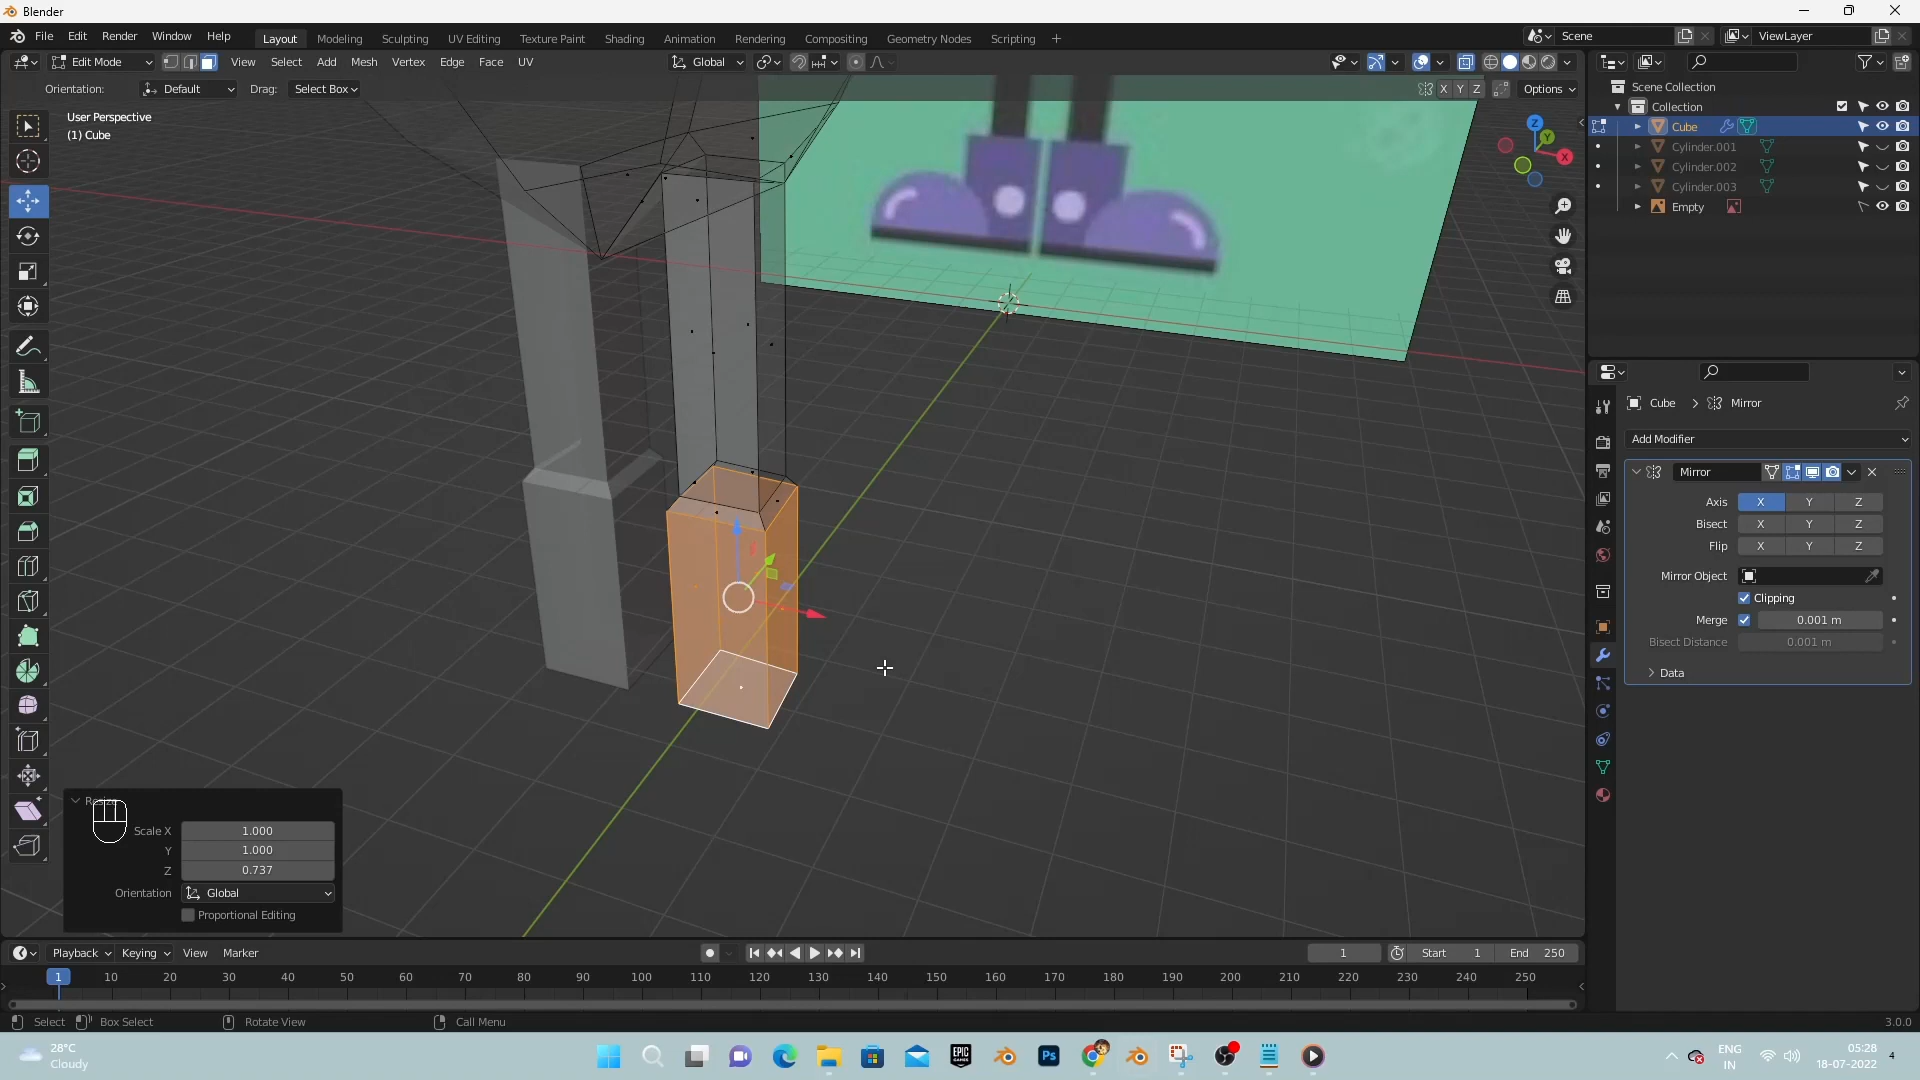 Blender
File Edit Render Window Help
Layout Modeling Sculpting UV Editing Texture Paint Shading Animation Rendering Compositing Geometry Nodes Scripting +
Scene
ViewLayer
Edit Mode
View Select Add Mesh Vertex Edge Face UV
Global
Orientation: Default Drag: Select Box
X Y Z Options
User Perspective
(1) Cube
Z
Y
X
Scene Collection
Collection
Cube
Cylinder.001
Cylinder.002
Cylinder.003
Empty
Cube > Mirror
Add Modifier
Mirror
Axis X Y Z
Bisect X Y Z
Flip X Y Z
Mirror Object
Clipping
Merge 0.001 m
Bisect Distance 0.001 m
Data
Scale X 1.000
Y 1.000
Z 0.737
Orientation Global
Proportional Editing
Playback Keying View Marker
1 Start 1 End 250
1 10 20 30 40 50 60 70 80 90 100 110 120 130 140 150 160 170 180 190 200 210 220 230 240 250
Select Box Select Rotate View Call Menu
3.0.0
28°C
Cloudy
EPIC GAMES
Ps
ENG
IN
05:28
18-07-2022
4